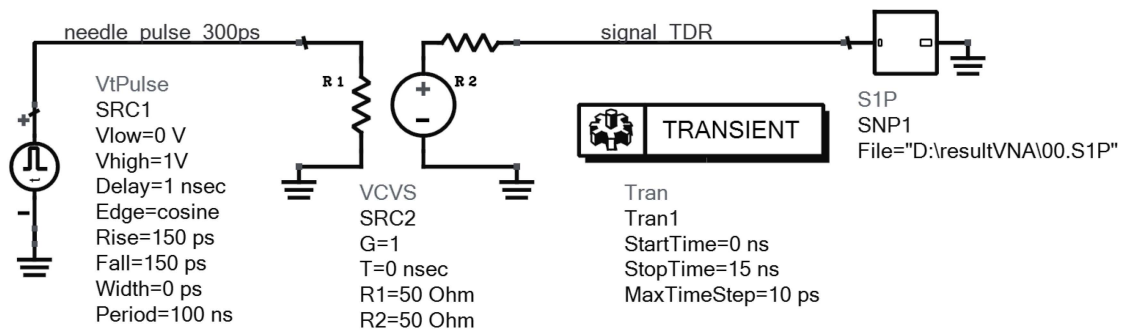 needle_pulse_300ps
signal_TDR
R1
R2
VtPulse
SRC1
Vlow=0 V
Vhigh=1V
Delay=1 nsec
Edge=cosine
Rise=150 ps
Fall=150 ps
Width=0 ps
Period=100 ns
VCVS
SRC2
G=1
T=0 nsec
R1=50 Ohm
R2=50 Ohm
TRANSIENT
Tran
Tran1
StartTime=0 ns
StopTime=15 ns
MaxTimeStep=10 ps
S1P
SNP1
File="D:\resultVNA\00.S1P"